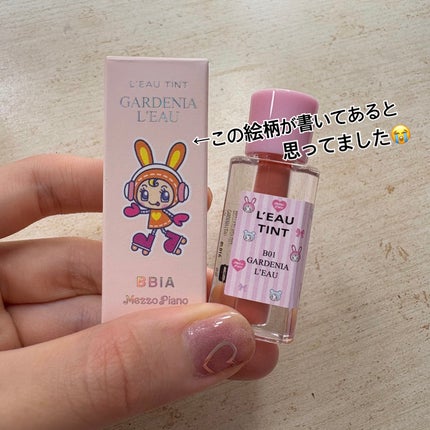 L'EAU TINT
GARDENIA
L'EAU
←この絵柄が書いてあると
思ってました😭
BBIA
Mezzo Piano
L'EAU
TINT
B01
GARDENIA
L'EAU